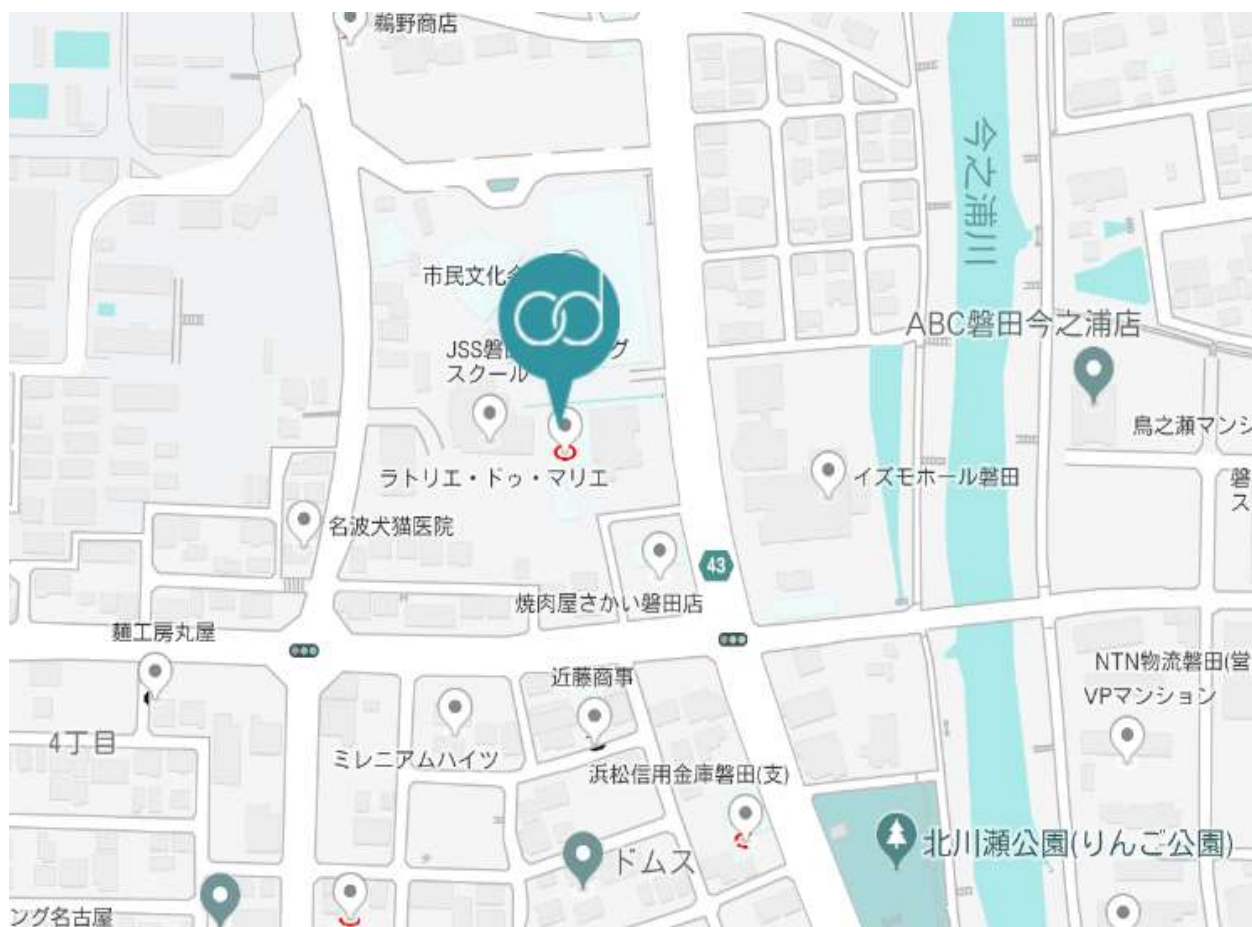 鵜野商店
今之浦川
市民文化
ABC磐田今之浦店
JSS磐
グ
スクール
鳥之瀬マンシ
ラトリエ・ドゥ・マリエ
イズモホール磐田
磐
ス
名波犬猫医院
43
焼肉屋さかい磐田店
麺工房丸屋
近藤商事
NTN物流磐田(営
VPマンション
4丁目
ミレニアムハイツ
浜松信用金庫磐田(支)
北川瀬公園(りんご公園)
ドムス
ング名古屋